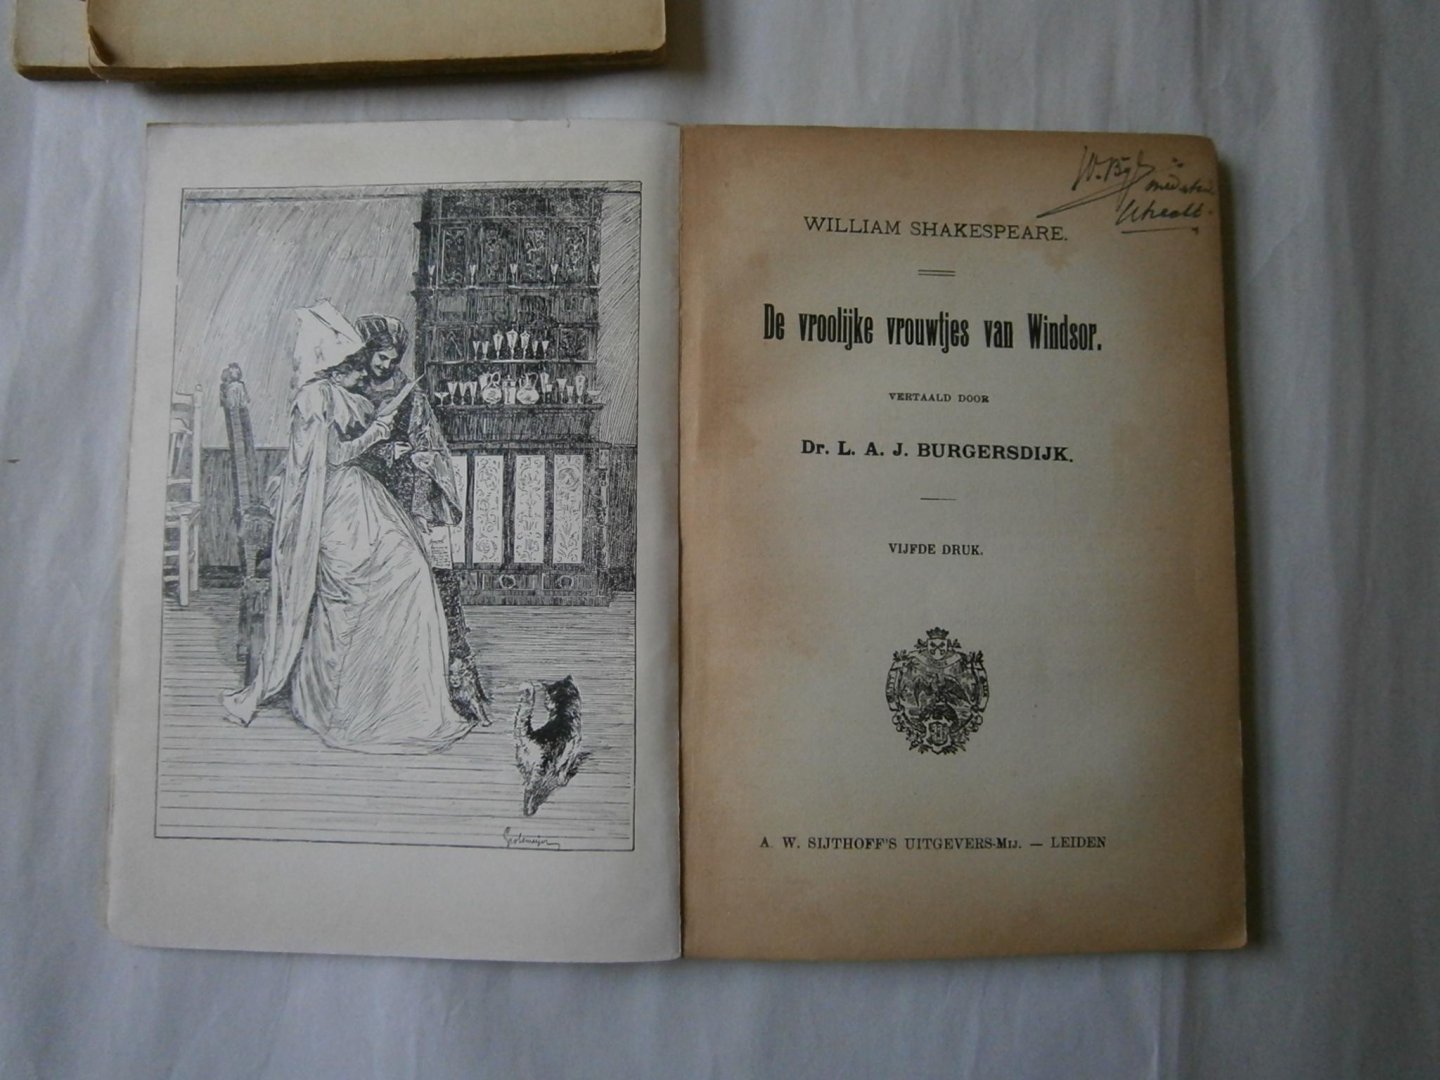 WILLIAM SHAKESPEARE.
De vroolijke vrouwtjes van Windsor.
VERTAALD DOOR
Dr. L. A. J. BURGERSDIJK.
VIJFDE DRUK.
A. W. SIJTHOFF'S UITGEVERS-MIJ. — LEIDEN